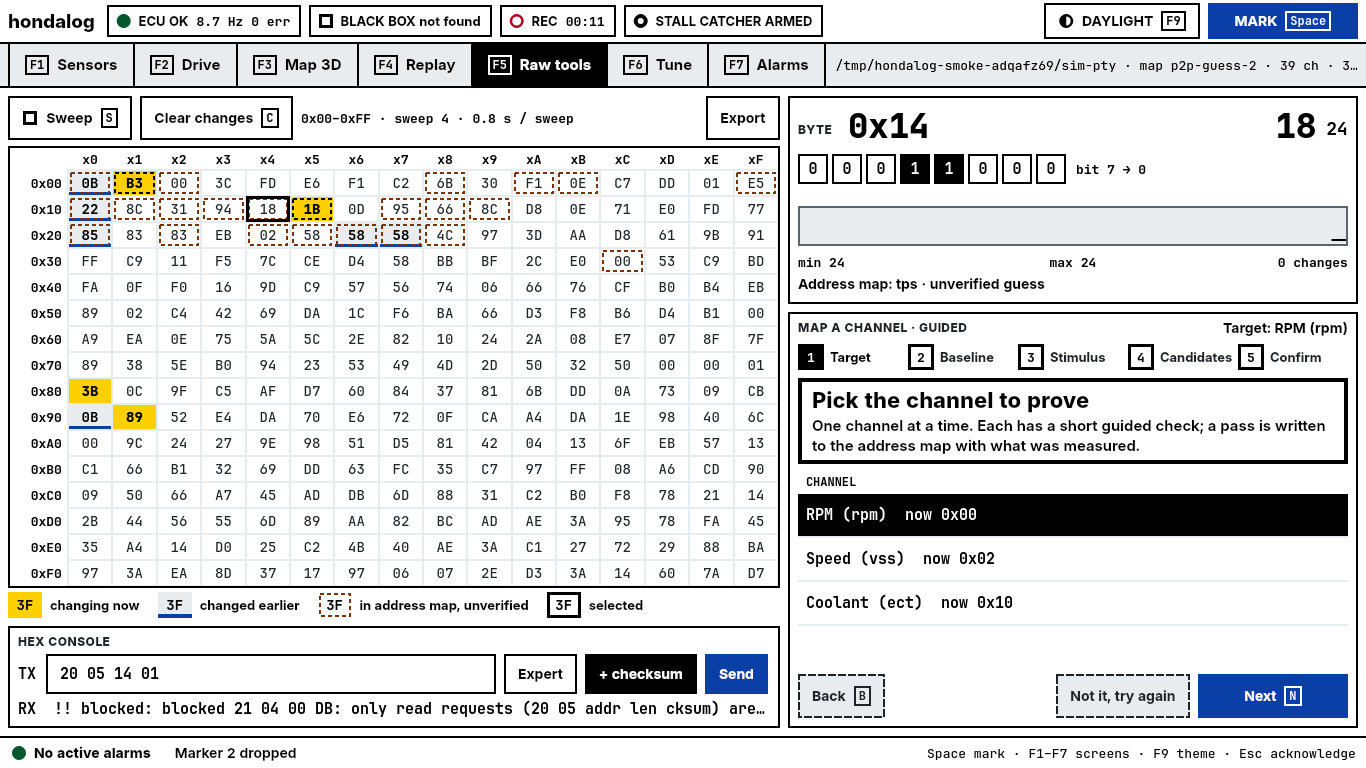 hondalog ECU OK 8.7 Hz 0 err BLACK BOX not found REC 00:11 STALL CATCHER ARMED DAYLIGHT F9 MARK Space
F1 Sensors F2 Drive F3 Map 3D F4 Replay F5 Raw tools F6 Tune F7 Alarms /tmp/hondalog-smoke-adqafz69/sim-pty · map p2p-guess-2 · 39 ch · 3…
Sweep S Clear changes C 0x00–0xFF · sweep 4 · 0.8 s / sweep Export
x0 x1 x2 x3 x4 x5 x6 x7 x8 x9 xA xB xC xD xE xF
0x00 0B B3 00 3C FD E6 F1 C2 6B 30 F1 0E C7 DD 01 E5
0x10 22 8C 31 94 18 1B 0D 95 66 8C D8 0E 71 E0 FD 77
0x20 85 83 83 EB 02 58 58 58 4C 97 3D AA D8 61 9B 91
0x30 FF C9 11 F5 7C CE D4 58 BB BF 2C E0 00 53 C9 BD
0x40 FA 0F F0 16 9D C9 57 56 74 06 66 76 CF B0 B4 EB
0x50 89 02 C4 42 69 DA 1C F6 BA 66 D3 F8 B6 D4 B1 00
0x60 A9 EA 0E 75 5A 5C 2E 82 10 24 2A 08 E7 07 8F 7F
0x70 89 38 5E B0 94 23 53 49 4D 2D 50 32 50 00 00 01
0x80 3B 0C 9F C5 AF D7 60 84 37 81 6B DD 0A 73 09 CB
0x90 0B 89 52 E4 DA 70 E6 72 0F CA A4 DA 1E 98 40 6C
0xA0 00 9C 24 27 9E 98 51 D5 81 42 04 13 6F EB 57 13
0xB0 C1 66 B1 32 69 DD 63 FC 35 C7 97 FF 08 A6 CD 90
0xC0 09 50 66 A7 45 AD DB 6D 88 31 C2 B0 F8 78 21 14
0xD0 2B 44 56 55 6D 89 AA 82 BC AD AE 3A 95 78 FA 45
0xE0 35 A4 14 D0 25 C2 4B 40 AE 3A C1 27 72 29 88 BA
0xF0 97 3A EA 8D 37 17 97 06 07 2E D3 3A 14 60 7A D7
3F changing now 3F changed earlier 3F in address map, unverified 3F selected
HEX CONSOLE
TX 20 05 14 01 Expert + checksum Send
RX !! blocked: blocked 21 04 00 DB: only read requests (20 05 addr len cksum) are…
BYTE 0x14 18 24
0 0 0 1 1 0 0 0 bit 7 → 0
min 24 max 24 0 changes
Address map: tps · unverified guess
MAP A CHANNEL · GUIDED Target: RPM (rpm)
1 Target 2 Baseline 3 Stimulus 4 Candidates 5 Confirm
Pick the channel to prove
One channel at a time. Each has a short guided check; a pass is written
to the address map with what was measured.
CHANNEL
RPM (rpm) now 0x00
Speed (vss) now 0x02
Coolant (ect) now 0x10
Back B Not it, try again Next N
No active alarms Marker 2 dropped Space mark · F1–F7 screens · F9 theme · Esc acknowledge